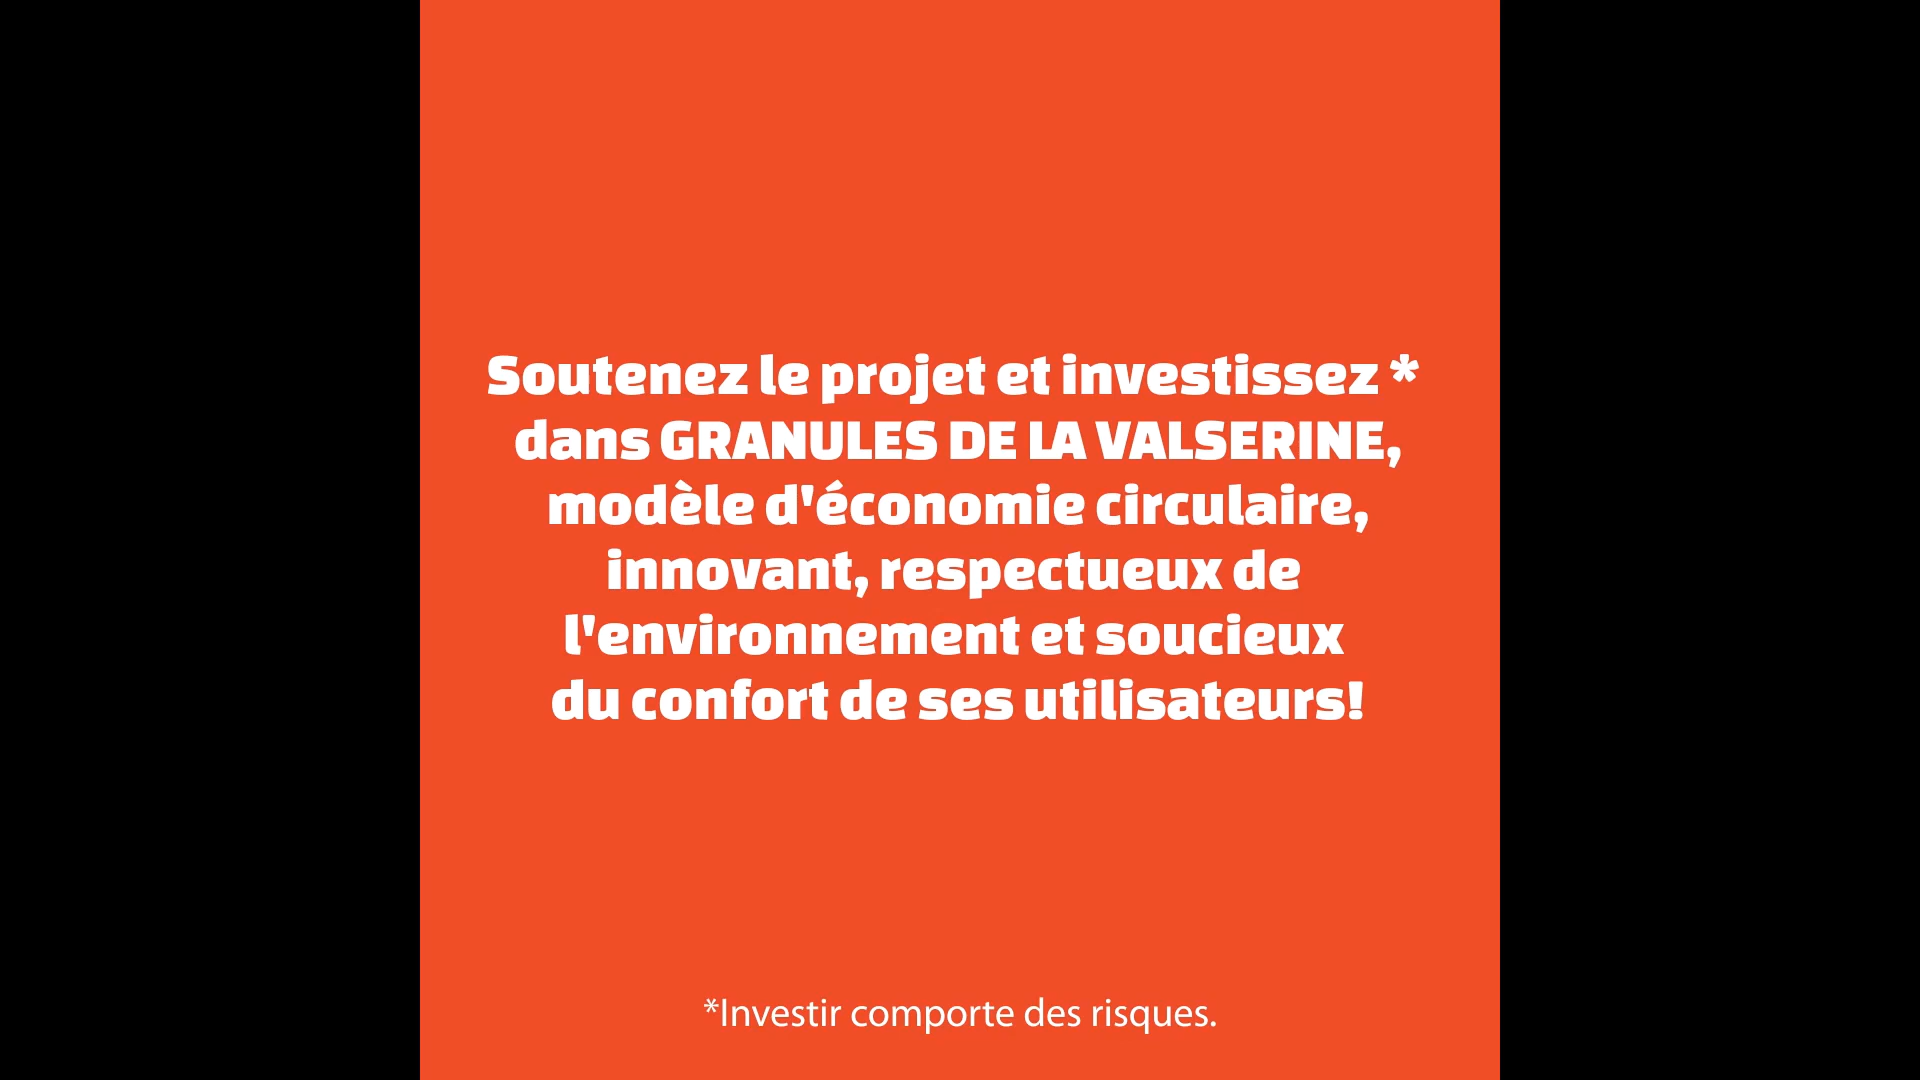 Soutenez le projet et investissez *
dans GRANULES DE LA VALSERINE,
modèle d'économie circulaire,
innovant, respectueux de
l'environnement et soucieux
du confort de ses utilisateurs!
*Investir comporte des risques.